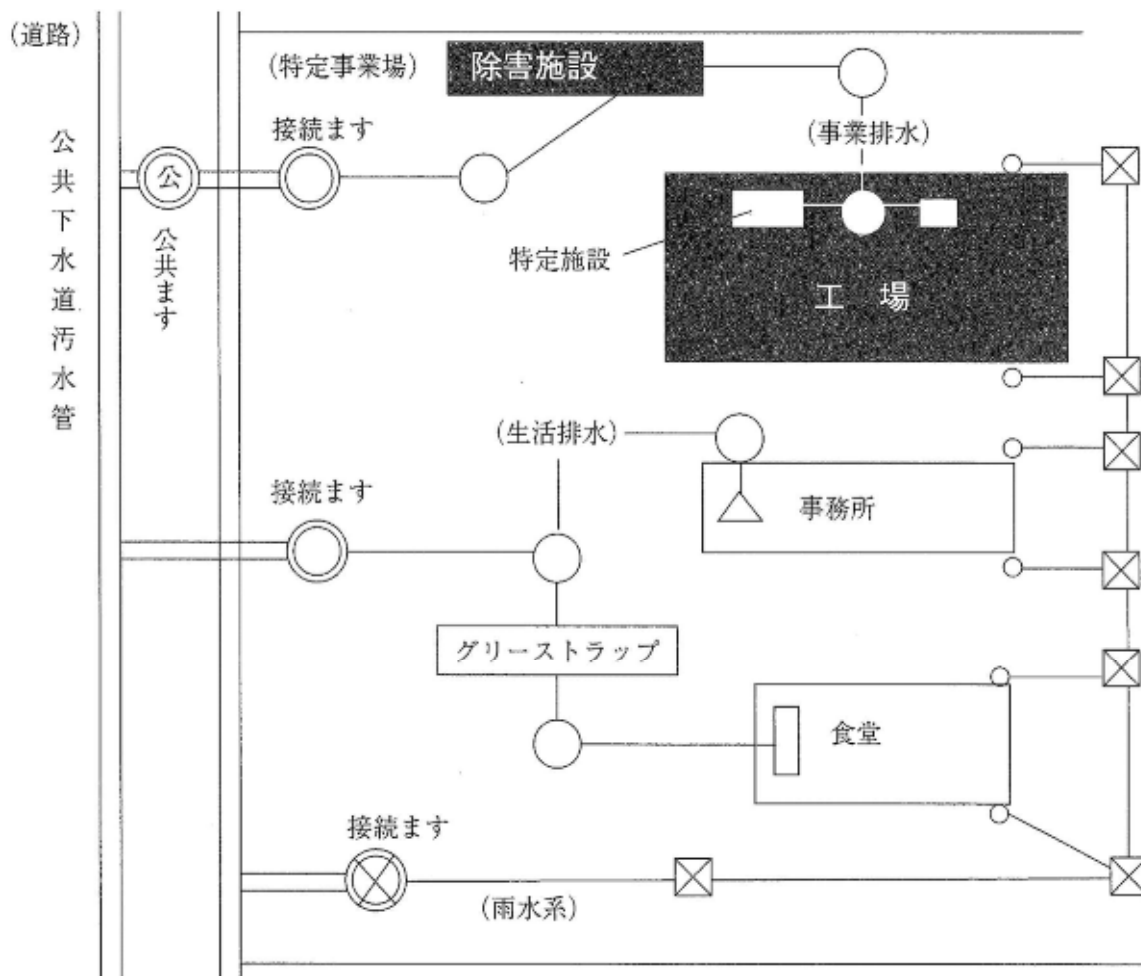 (道路)
(特定事業場)
除害施設
接続ます
(事業排水)
公
公共ます
公共下水道汚水管
特定施設
工 場
(生活排水)
接続ます
事務所
グリーストラップ
食堂
接続ます
(雨水系)